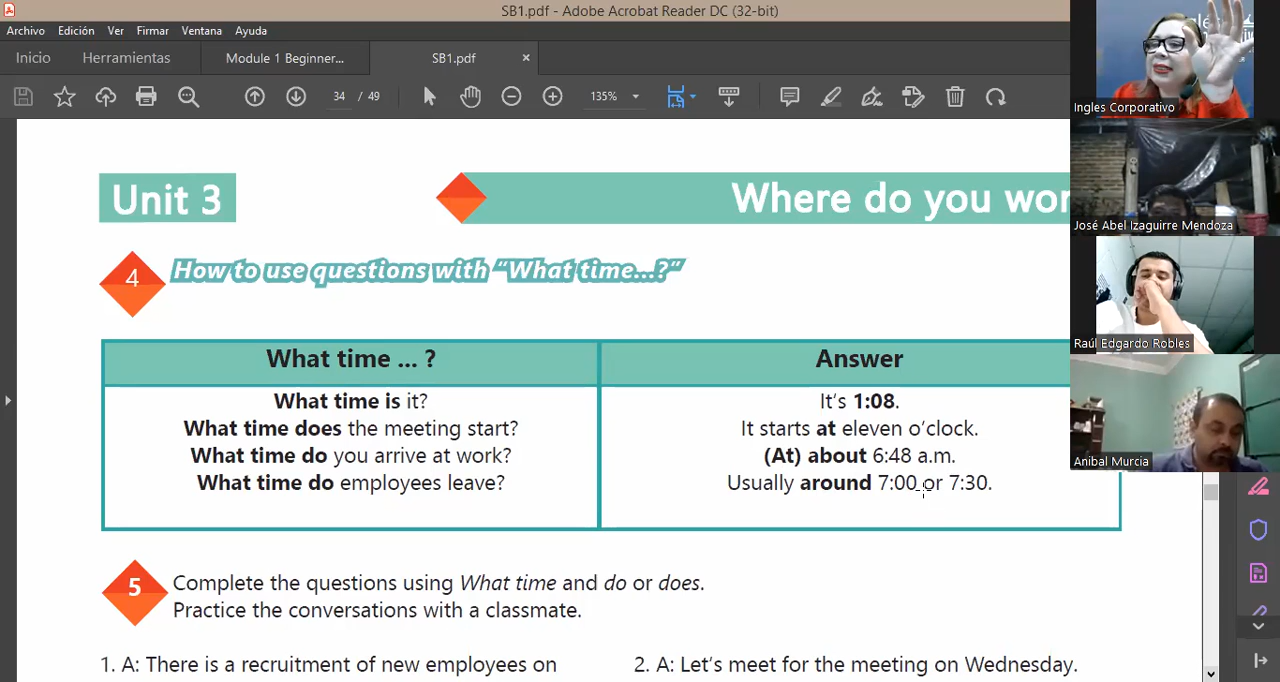 SB1.pdf - Adobe Acrobat Reader DC (32-bit)
Archivo Edición Ver Firmar Ventana Ayuda
Inicio Herramientas Module 1 Beginner... SB1.pdf ×
34 / 49 135%
Unit 3
Where do you wor
4
How to use questions with “What time...?”
What time ... ? Answer
What time is it? It’s 1:08.
What time does the meeting start? It starts at eleven o’clock.
What time do you arrive at work? (At) about 6:48 a.m.
What time do employees leave? Usually around 7:00 or 7:30.
5
Complete the questions using What time and do or does.
Practice the conversations with a classmate.
1. A: There is a recruitment of new employees on
2. A: Let’s meet for the meeting on Wednesday.
Ingles Corporativo
José Abel Izaguirre Mendoza
Raúl Edgardo Robles
Anibal Murcia